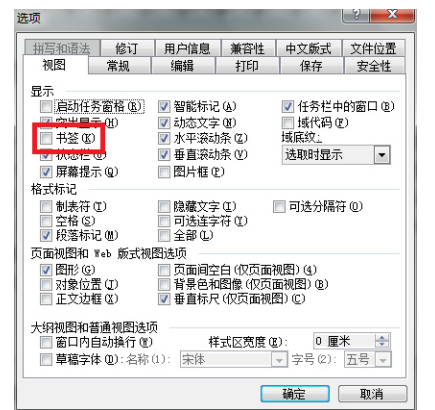 选项
拼写和语法 修订 用户信息 兼容性 中文版式 文件位置
视图 常规 编辑 打印 保存 安全性
显示
启动任务窗格(R) 智能标记(A) 任务栏中的窗口(B)
突出显示(H) 动态文字(N) 域代码(F)
书签(K) 水平滚动条(Z) 域底纹:
状态栏 垂直滚动条(V) 选取时显示
屏幕提示(Q) 图片框(P)
格式标记
制表符(T) 隐藏文字(I) 可选分隔符(O)
空格(S) 可选连字符(Y)
段落标记(M) 全部(L)
页面视图和 Web 版式视图选项
图形(G) 页面间空白(仅页面视图)(4)
对象位置(J) 背景色和图像(仅页面视图)(B)
正文边框(X) 垂直标尺(仅页面视图)(C)
大纲视图和普通视图选项
窗口内自动换行(W) 样式区宽度(E): 0 厘米
草稿字体(D):名称(1): 宋体 字号(2): 五号
确定 取消